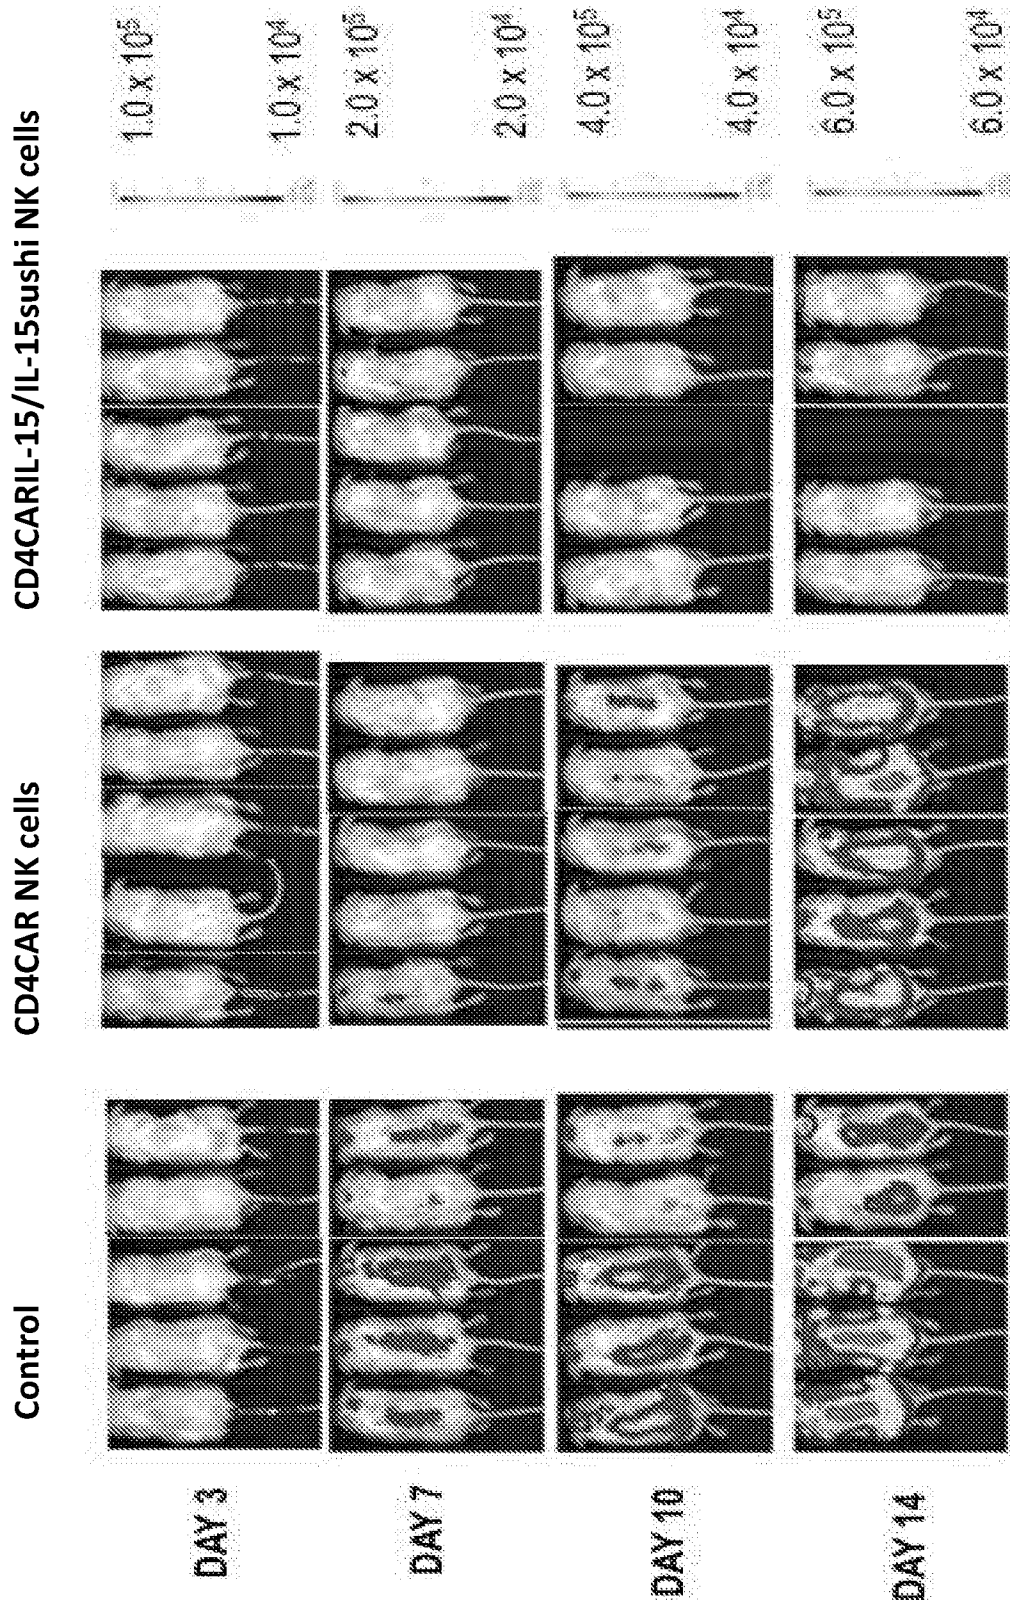 Control
CD4CAR NK cells
CD4CARIL-15/IL-15sushi NK cells
DAY 3
1.0 x 10⁵
1.0 x 10⁴
DAY 7
2.0 x 10⁵
2.0 x 10⁴
DAY 10
4.0 x 10⁵
4.0 x 10⁴
DAY 14
6.0 x 10⁵
6.0 x 10⁴